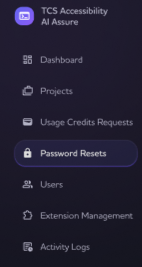 TCS Accessibility
AI Assure
Dashboard
Projects
Usage Credits Requests
Password Resets
Users
Extension Management
Activity Logs